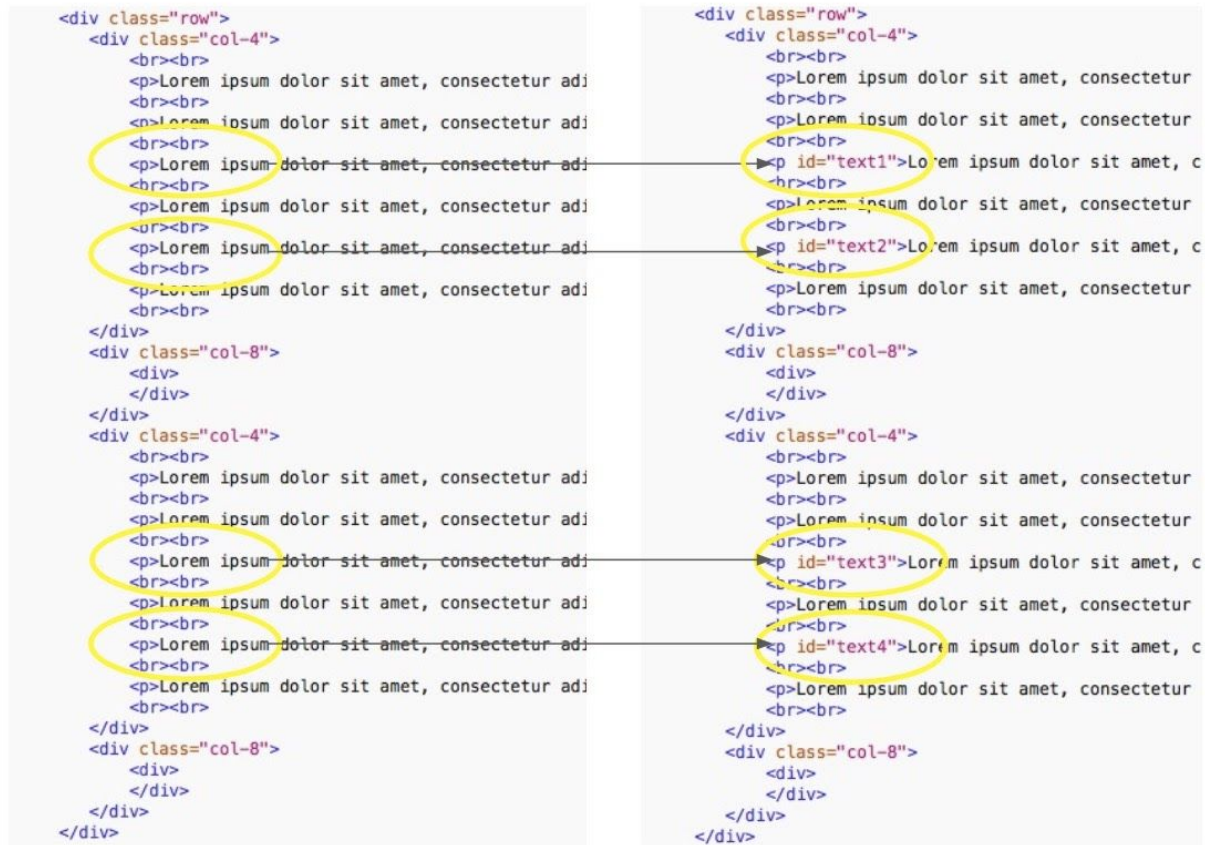 <div class="row">
<div class="col-4">
<br><br>
<p>Lorem ipsum dolor sit amet, consectetur adi
<br><br>
<p>Lorem ipsum dolor sit amet, consectetur adi
<br><br>
<p>Lorem ipsum dolor sit amet, consectetur adi
<br><br>
<p>Lorem ipsum dolor sit amet, consectetur adi
<br><br>
<p>Lorem ipsum dolor sit amet, consectetur adi
<br><br>
<p>Lorem ipsum dolor sit amet, consectetur adi
<br><br>
</div>
<div class="col-8">
<div>
</div>
</div>
<div class="col-4">
<br><br>
<p>Lorem ipsum dolor sit amet, consectetur adi
<br><br>
<p>Lorem ipsum dolor sit amet, consectetur adi
<br><br>
<p>Lorem ipsum dolor sit amet, consectetur adi
<br><br>
<p>Lorem ipsum dolor sit amet, consectetur adi
<br><br>
<p>Lorem ipsum dolor sit amet, consectetur adi
<br><br>
<p>Lorem ipsum dolor sit amet, consectetur adi
<br><br>
</div>
<div class="col-8">
<div>
</div>
</div>
</div>
<div class="row">
<div class="col-4">
<br><br>
<p>Lorem ipsum dolor sit amet, consectetur
<br><br>
<p>Lorem ipsum dolor sit amet, consectetur
<br><br>
<p id="text1">Lorem ipsum dolor sit amet, c
<br><br>
<p>Lorem ipsum dolor sit amet, consectetur
<br><br>
<p id="text2">Lorem ipsum dolor sit amet, c
<br><br>
<p>Lorem ipsum dolor sit amet, consectetur
<br><br>
</div>
<div class="col-8">
<div>
</div>
</div>
<div class="col-4">
<br><br>
<p>Lorem ipsum dolor sit amet, consectetur
<br><br>
<p>Lorem ipsum dolor sit amet, consectetur
<br><br>
<p id="text3">Lorem ipsum dolor sit amet, c
<br><br>
<p>Lorem ipsum dolor sit amet, consectetur
<br><br>
<p id="text4">Lorem ipsum dolor sit amet, c
<br><br>
<p>Lorem ipsum dolor sit amet, consectetur
<br><br>
</div>
<div class="col-8">
<div>
</div>
</div>
</div>